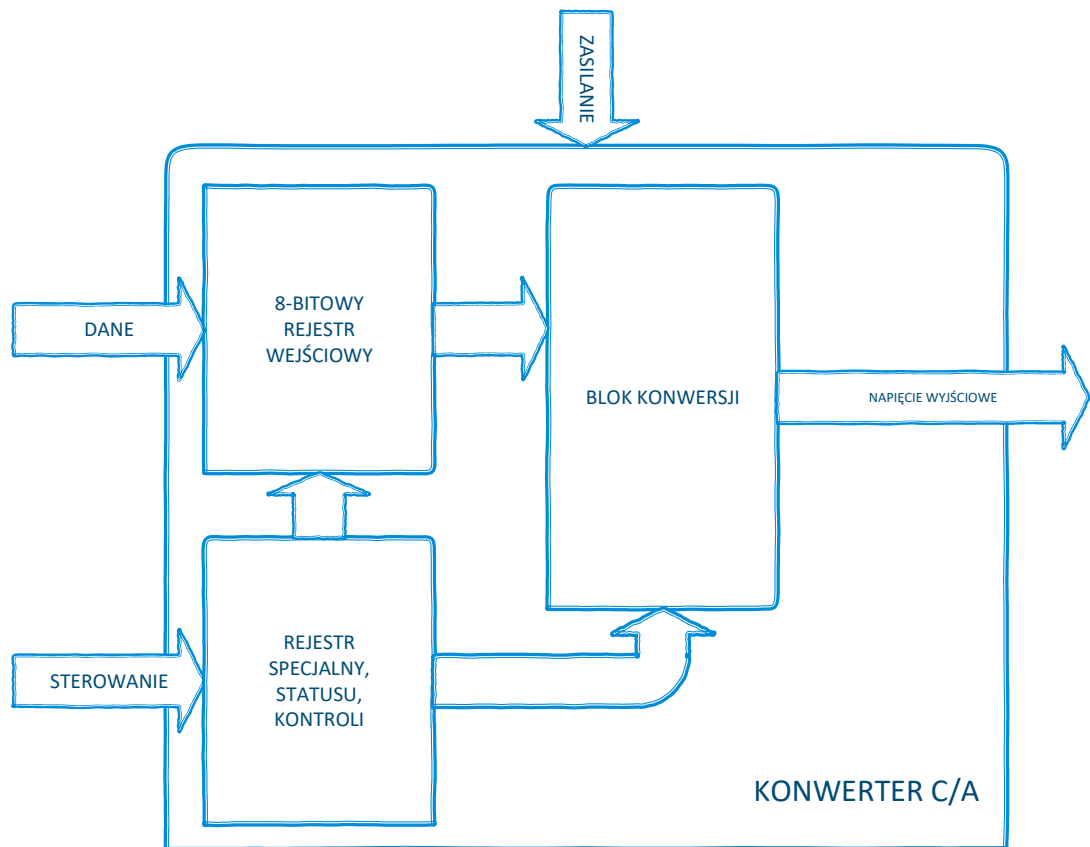 ZASILANIE
DANE
8-BITOWY
REJESTR
WEJŚCIOWY
BLOK KONWERSJI
NAPIĘCIE WYJŚCIOWE
STEROWANIE
REJESTR
SPECJALNY,
STATUSU,
KONTROLI
KONWERTER C/A